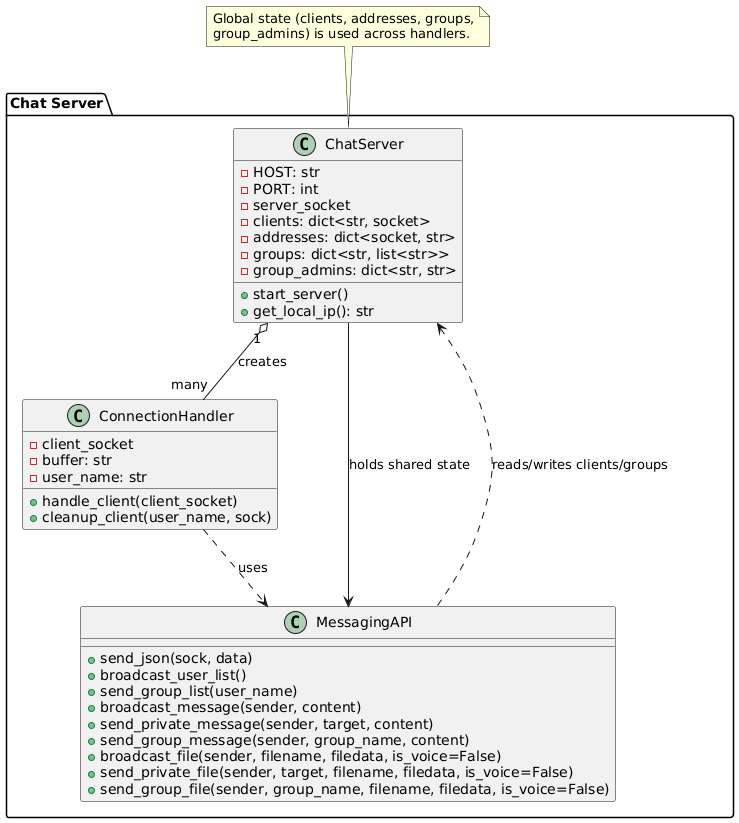 Global state (clients, addresses, groups,
group_admins) is used across handlers.
Chat Server
C ChatServer
HOST: str
PORT: int
server_socket
clients: dict<str, socket>
addresses: dict<socket, str>
groups: dict<str, list<str>>
group_admins: dict<str, str>
start_server()
get_local_ip(): str
1
creates
many
C ConnectionHandler
client_socket
buffer: str
user_name: str
handle_client(client_socket)
cleanup_client(user_name, sock)
holds shared state
reads/writes clients/groups
uses
C MessagingAPI
send_json(sock, data)
broadcast_user_list()
send_group_list(user_name)
broadcast_message(sender, content)
send_private_message(sender, target, content)
send_group_message(sender, group_name, content)
broadcast_file(sender, filename, filedata, is_voice=False)
send_private_file(sender, target, filename, filedata, is_voice=False)
send_group_file(sender, group_name, filename, filedata, is_voice=False)